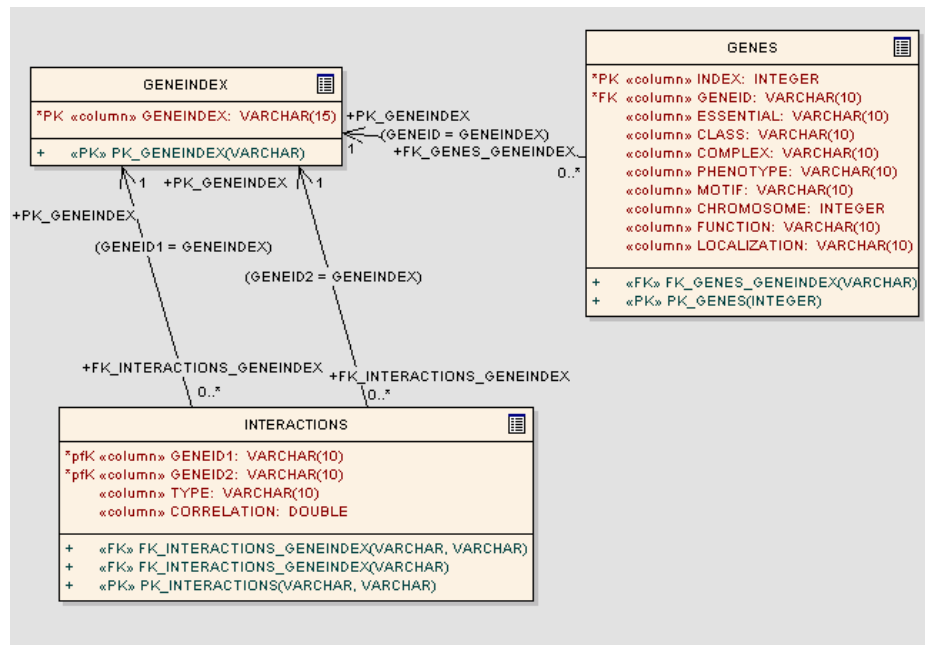 GENEINDEX
*PK «column» GENEINDEX: VARCHAR(15)
+ «PK» PK_GENEINDEX(VARCHAR)
GENES
*PK «column» INDEX: INTEGER
*FK «column» GENEID: VARCHAR(10)
«column» ESSENTIAL: VARCHAR(10)
«column» CLASS: VARCHAR(10)
«column» COMPLEX: VARCHAR(10)
«column» PHENOTYPE: VARCHAR(10)
«column» MOTIF: VARCHAR(10)
«column» CHROMOSOME: INTEGER
«column» FUNCTION: VARCHAR(10)
«column» LOCALIZATION: VARCHAR(10)
+ «FK» FK_GENES_GENEINDEX(VARCHAR)
+ «PK» PK_GENES(INTEGER)
+PK_GENEINDEX
(GENEID = GENEINDEX)
1
+FK_GENES_GENEINDEX
0..*
1
+PK_GENEINDEX
1
+PK_GENEINDEX
(GENEID1 = GENEINDEX)
(GENEID2 = GENEINDEX)
+FK_INTERACTIONS_GENEINDEX
0..*
+FK_INTERACTIONS_GENEINDEX
0..*
INTERACTIONS
*pfK «column» GENEID1: VARCHAR(10)
*pfK «column» GENEID2: VARCHAR(10)
«column» TYPE: VARCHAR(10)
«column» CORRELATION: DOUBLE
+ «FK» FK_INTERACTIONS_GENEINDEX(VARCHAR, VARCHAR)
+ «FK» FK_INTERACTIONS_GENEINDEX(VARCHAR)
+ «PK» PK_INTERACTIONS(VARCHAR, VARCHAR)